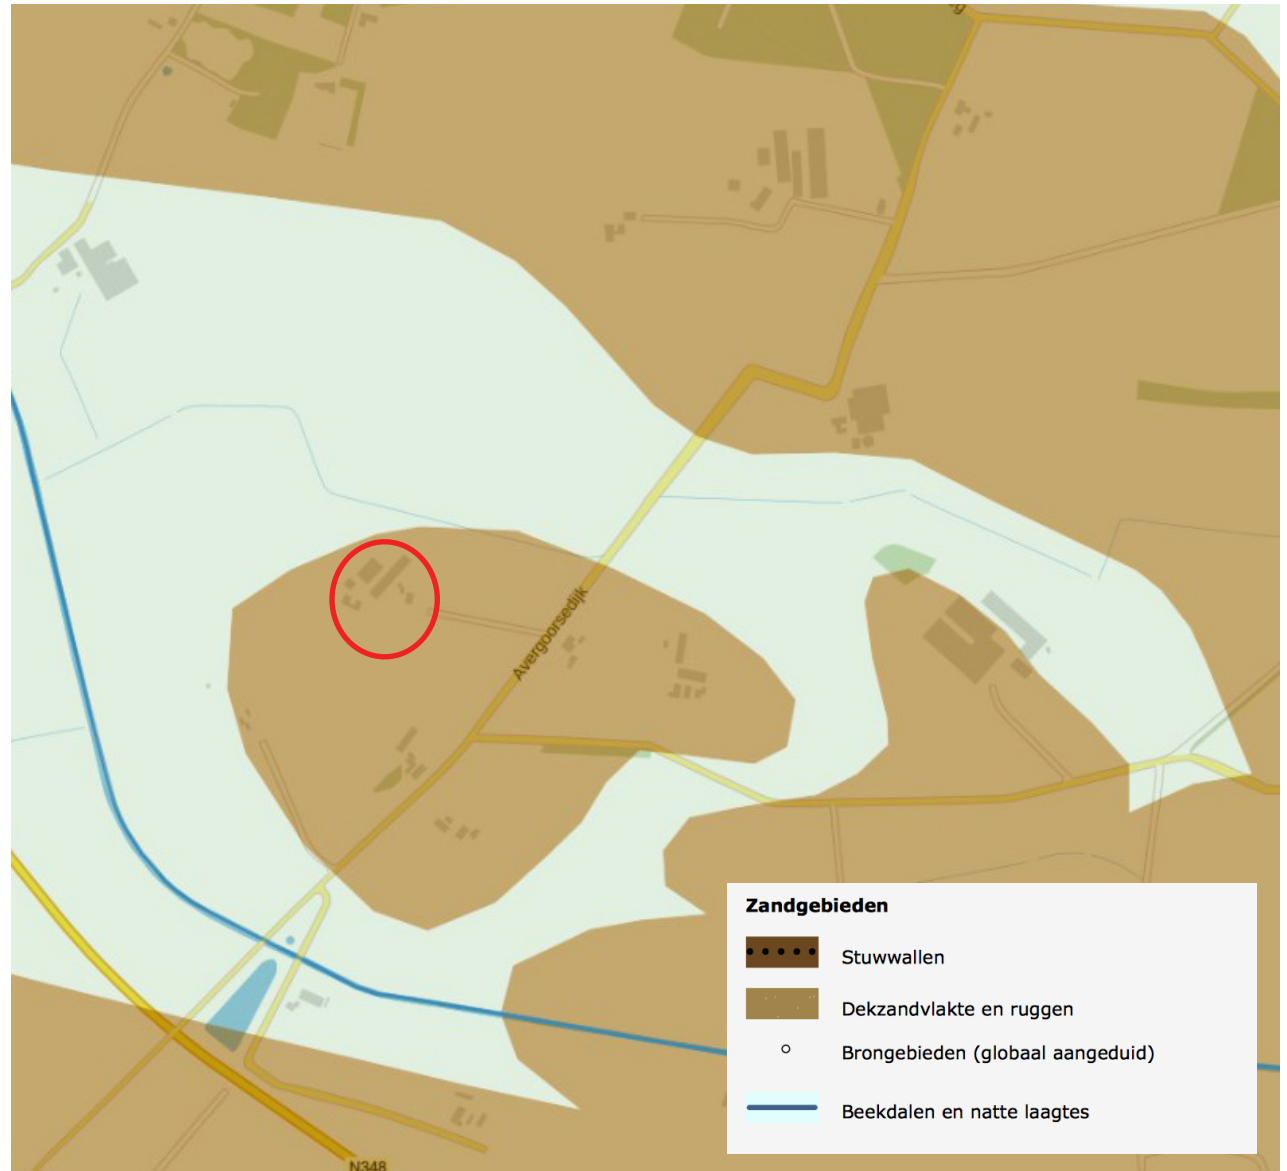 Avergoorsedijk
Zandgebieden
Stuwwallen
Dekzandvlakte en ruggen
Brongebieden (globaal aangeduid)
Beekdalen en natte laagtes
N348